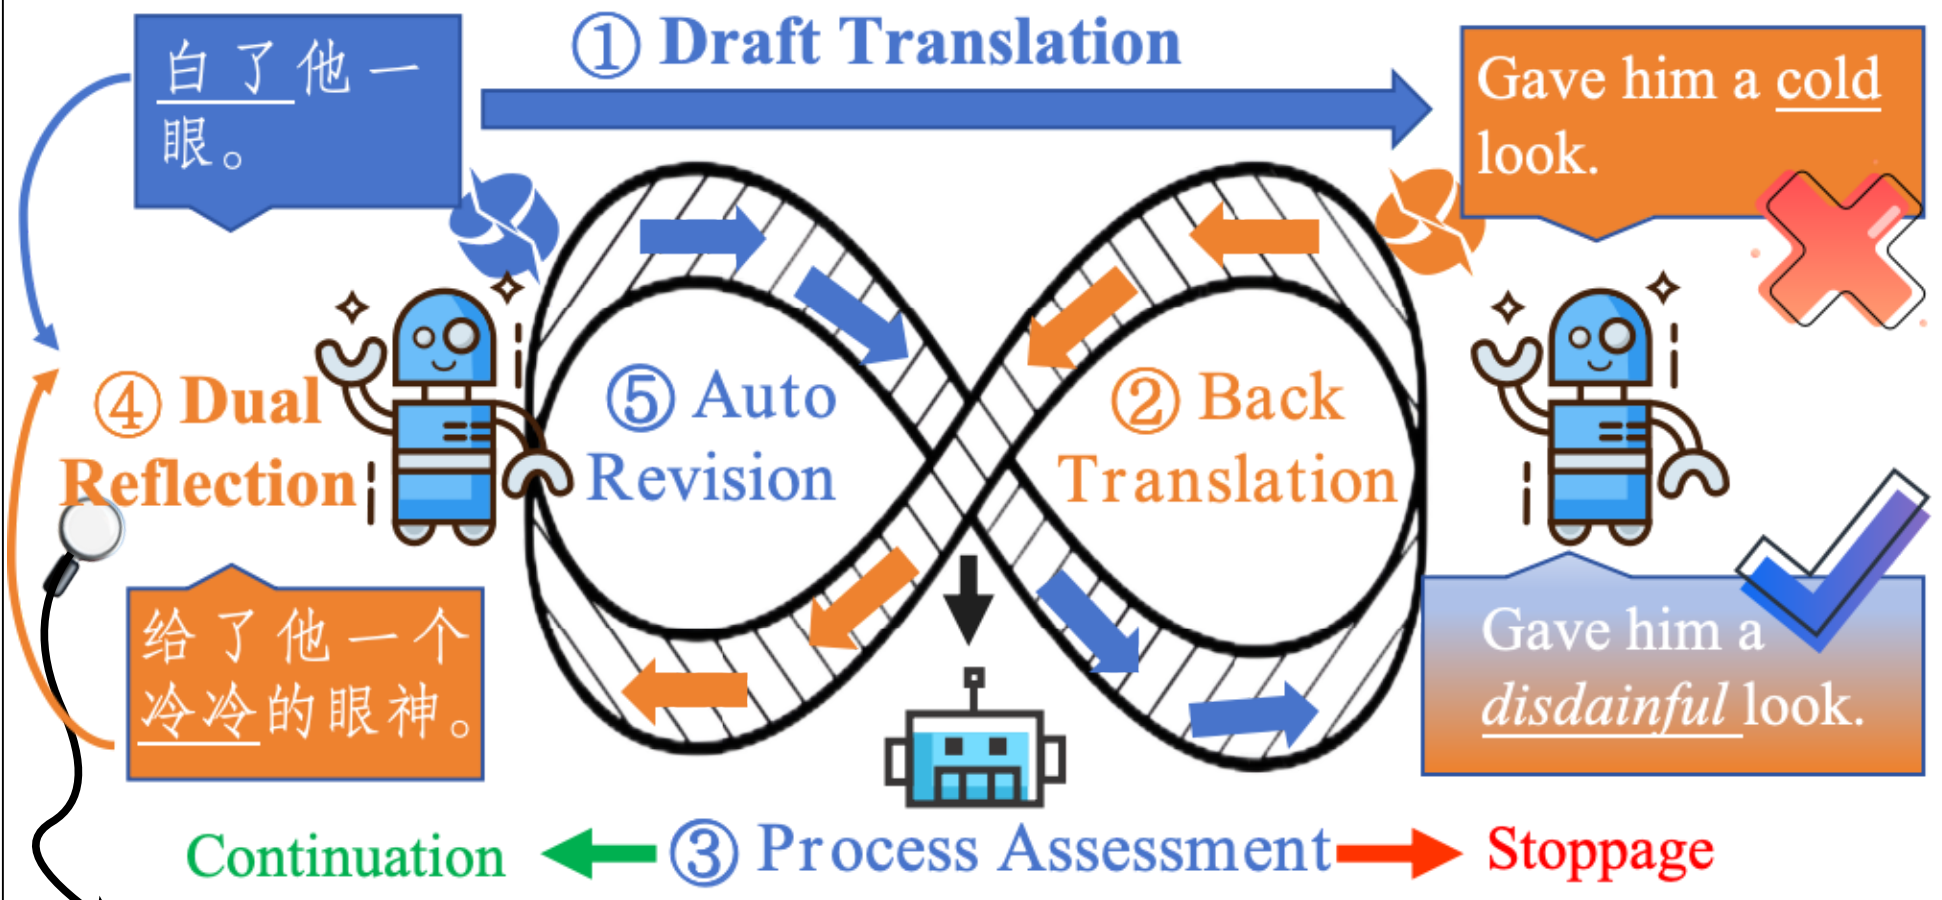 白了他一
眼。
① Draft Translation
Gave him a cold
look.
④ Dual
Reflection
⑤ Auto
Revision
② Back
Translation
给了他一个
冷冷的眼神。
Gave him a
disdainful look.
Continuation
③ Process Assessment
Stoppage